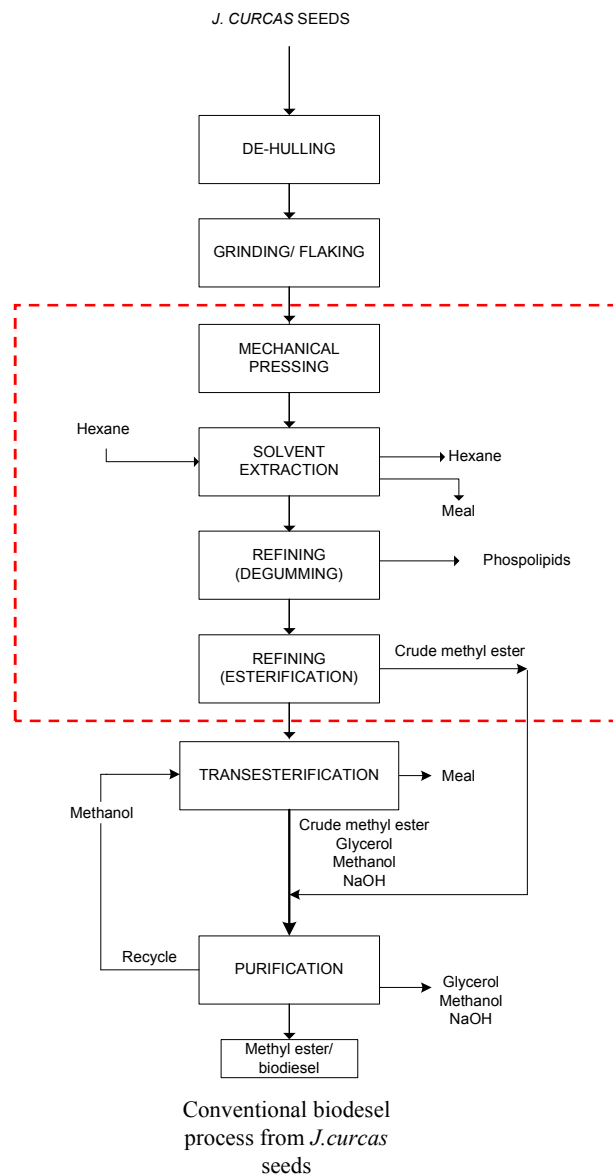 J. CURCAS SEEDS
DE-HULLING
GRINDING/ FLAKING
MECHANICAL
PRESSING
Hexane
SOLVENT
EXTRACTION
Hexane
Meal
REFINING
(DEGUMMING)
Phospolipids
REFINING
(ESTERIFICATION)
Crude methyl ester
TRANSESTERIFICATION
Meal
Methanol
Crude methyl ester
Glycerol
Methanol
NaOH
Recycle
PURIFICATION
Glycerol
Methanol
NaOH
Methyl ester/
biodiesel
Conventional biodesel
process from J.curcas
seeds